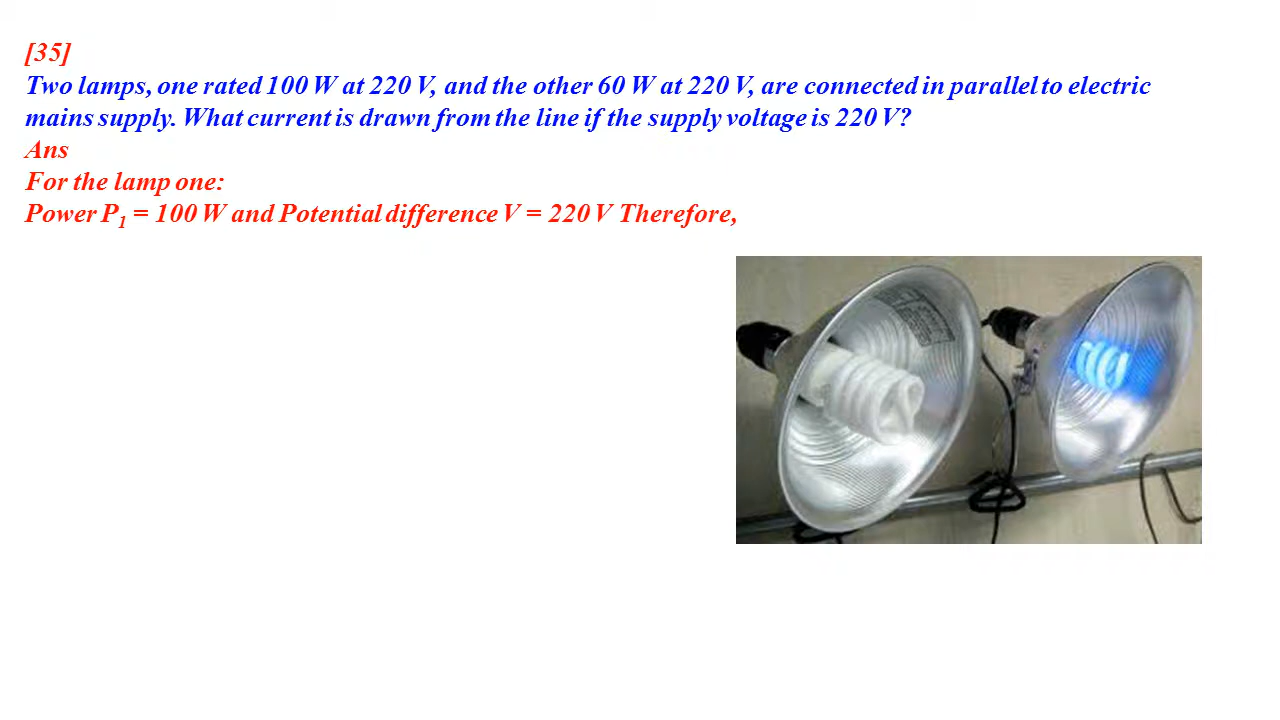 [35]
Two lamps, one rated 100 W at 220 V, and the other 60 W at 220 V, are connected in parallel to electric
mains supply. What current is drawn from the line if the supply voltage is 220 V?
Ans
For the lamp one:
Power P₁ = 100 W and Potential difference V = 220 V Therefore,